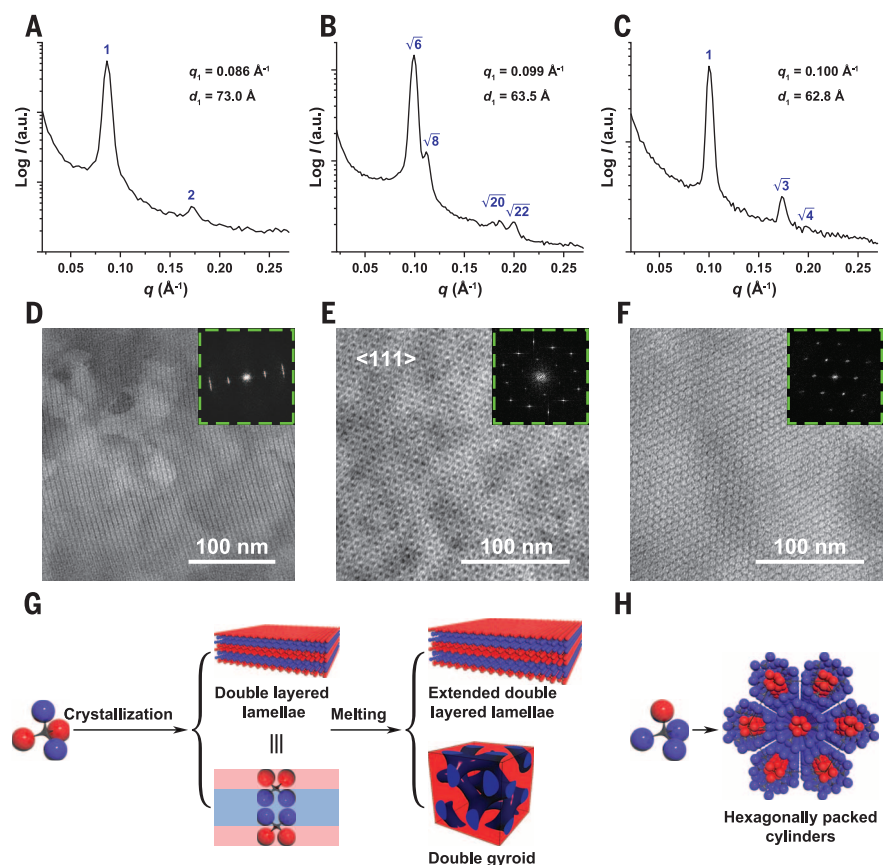 A
1
q₁ = 0.086 Å⁻¹
d₁ = 73.0 Å
2
Log I (a.u.)
0.05 0.10 0.15 0.20 0.25
q (Å⁻¹)
B
√6
q₁ = 0.099 Å⁻¹
d₁ = 63.5 Å
√8
√20
√22
Log I (a.u.)
0.05 0.10 0.15 0.20 0.25
q (Å⁻¹)
C
1
q₁ = 0.100 Å⁻¹
d₁ = 62.8 Å
√3
√4
Log I (a.u.)
0.05 0.10 0.15 0.20 0.25
q (Å⁻¹)
D
100 nm
E
<111>
100 nm
F
100 nm
G
Crystallization
Double layered
lamellae
Melting
Extended double
layered lamellae
Double gyroid
H
Hexagonally packed
cylinders